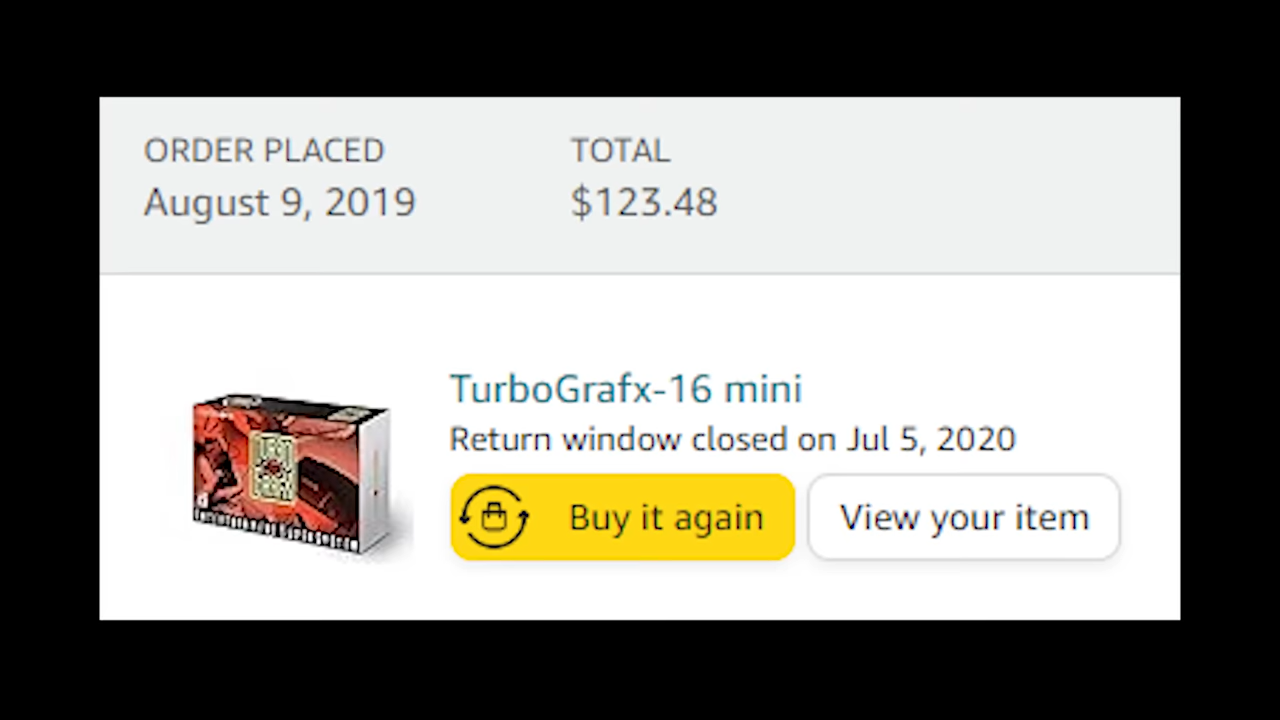 ORDER PLACED
TOTAL
August 9, 2019
$123.48
TurboGrafx-16 mini
Return window closed on Jul 5, 2020
Buy it again
View your item